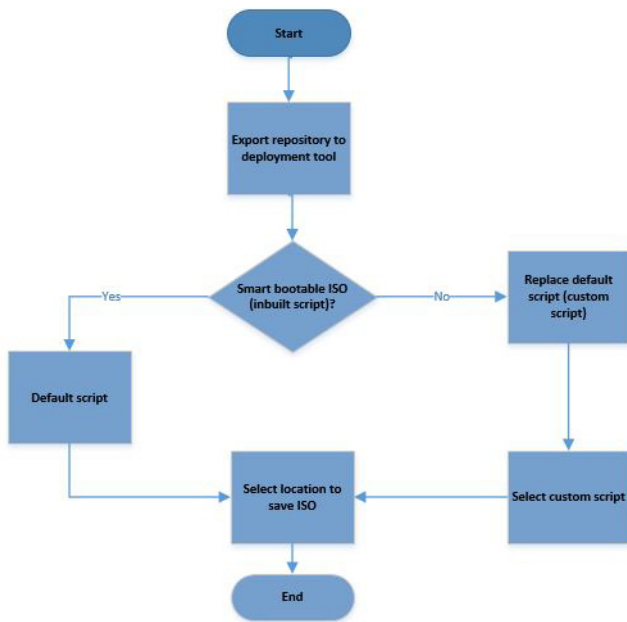 Start
Export repository to
deployment tool
Smart bootable ISO
(inbuilt script)?
Yes
No
Replace default
script (custom
script)
Default script
Select location to
save ISO
Select custom script
End